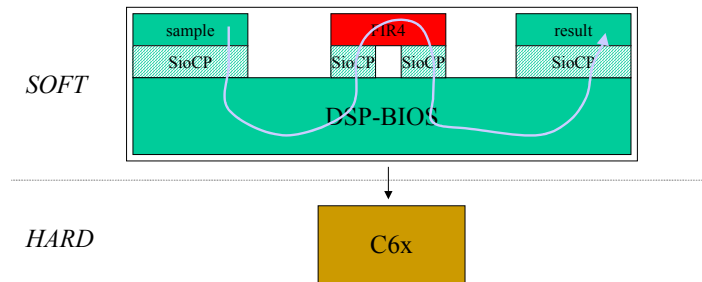 sample FIR4 result
SioCP SioCP SioCP SioCP
SOFT
DSP-BIOS
HARD
C6x